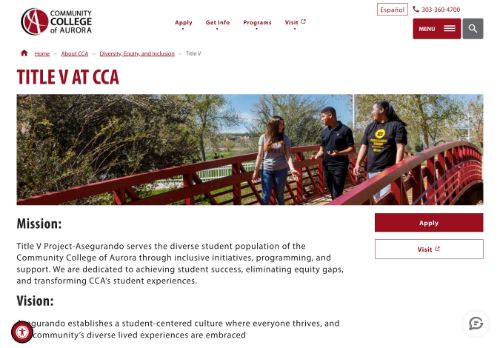 COMMUNITY
COLLEGE
of AURORA
Español
303-360-4700
Apply
Get Info
Programs
Visit
MENU
Home – About CCA – Diversity, Equity, and Inclusion – Title V
TITLE V AT CCA
Mission:
Title V Project-Asegurando serves the diverse student population of the
Community College of Aurora through inclusive initiatives, programming, and
support. We are dedicated to achieving student success, eliminating equity gaps,
and transforming CCA's student experiences.
Apply
Visit
Vision:
establishes a student-centered culture where everyone thrives, and
community's diverse lived experiences are embraced